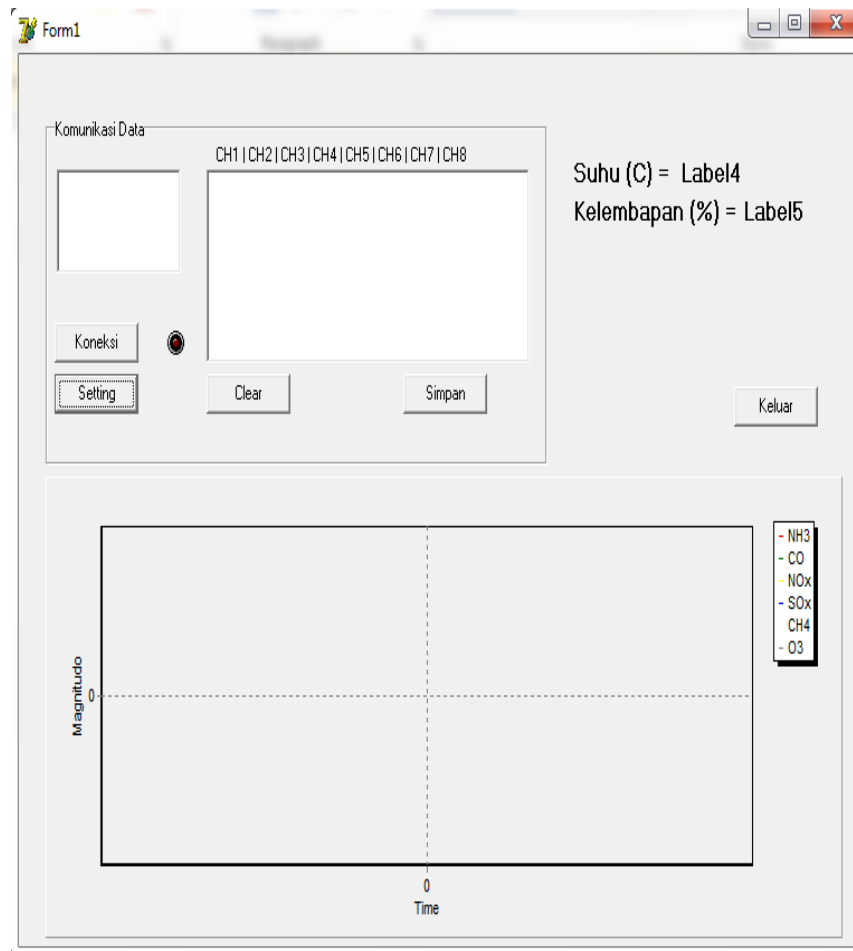 Form1
Komunikasi Data
CH1 | CH2 | CH3 | CH4 | CH5 | CH6 | CH7 | CH8
Suhu (C) = Label4
Kelembapan (%) = Label5
Koneksi
Setting
Clear
Simpan
Keluar
NH3
CO
NOx
SOx
CH4
O3
Magnitudo
0
0
Time